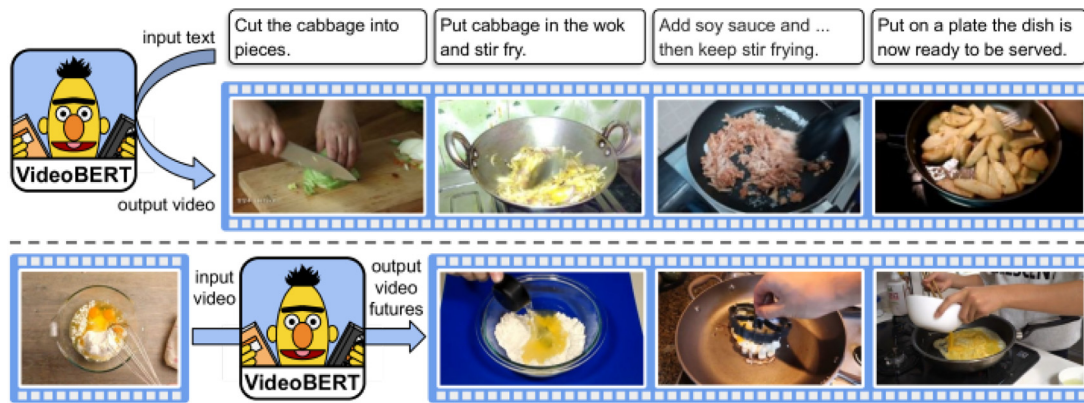 input text
Cut the cabbage into
pieces.
Put cabbage in the wok
and stir fry.
Add soy sauce and ...
then keep stir frying.
Put on a plate the dish is
now ready to be served.
VideoBERT
output video
input
video
VideoBERT
output
video
futures